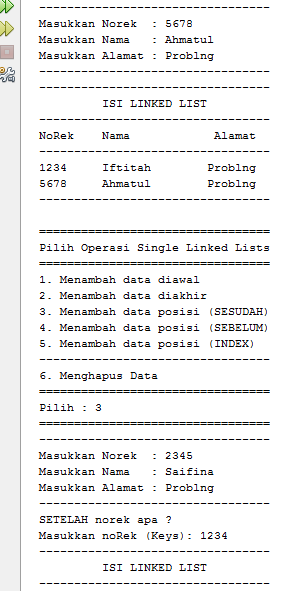 ---------------------------------
Masukkan Norek  : 5678
Masukkan Nama   : Ahmatul
Masukkan Alamat : Problng
---------------------------------
---------------------------------
         ISI LINKED LIST
---------------------------------
NoRek    Nama            Alamat
---------------------------------
1234     Iftitah        Problng
5678     Ahmatul        Problng
---------------------------------
=================================
Pilih Operasi Single Linked Lists
=================================
1. Menambah data diawal
2. Menambah data diakhir
3. Menambah data posisi (SESUDAH)
4. Menambah data posisi (SEBELUM)
5. Menambah data posisi (INDEX)
---------------------------------
6. Menghapus Data
=================================
Pilih : 3
=================================
---------------------------------
Masukkan Norek  : 2345
Masukkan Nama   : Saifina
Masukkan Alamat : Problng
---------------------------------
SETELAH norek apa ?
Masukkan noRek (Keys): 1234
---------------------------------
         ISI LINKED LIST
---------------------------------